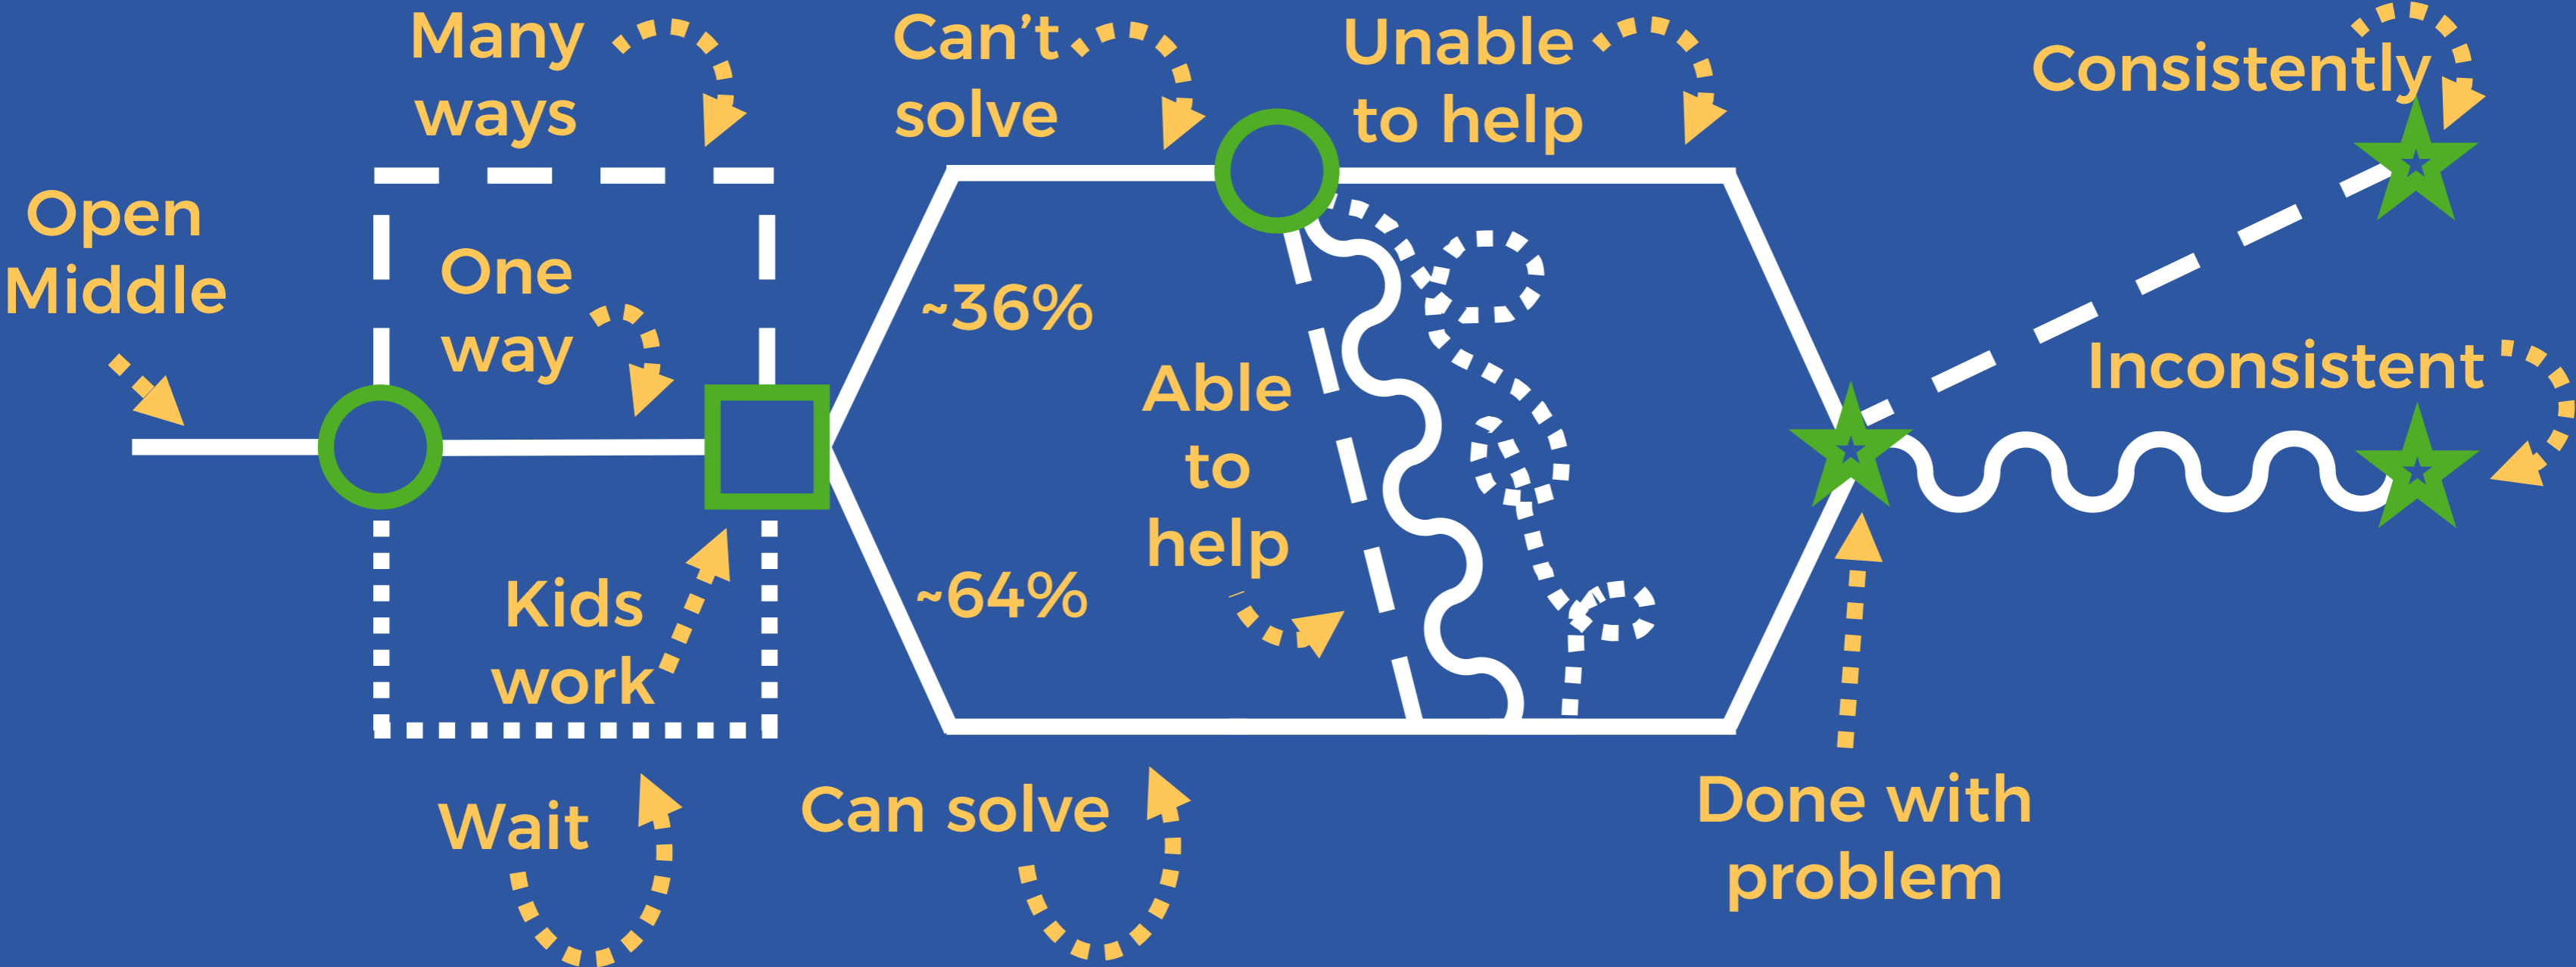 Open
Middle
Many
ways
One
way
Kids
work
Wait
Can't
solve
~36%
~64%
Can solve
Unable
to help
Able
to
help
Done with
problem
Consistently
Inconsistent